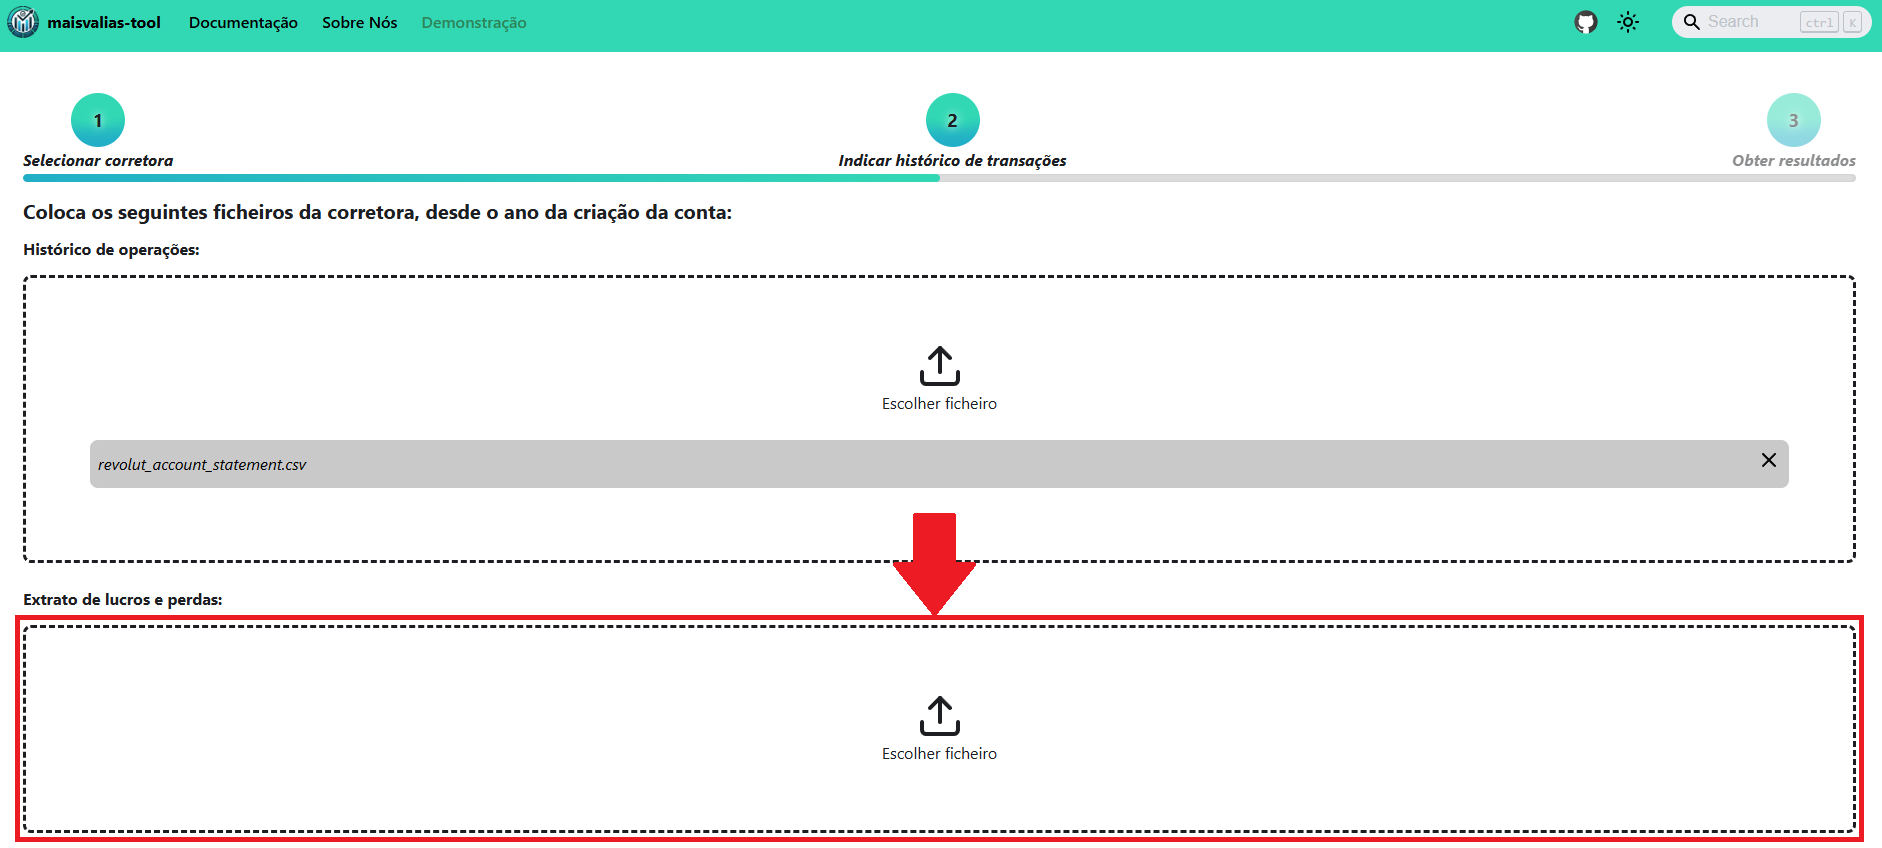 maisvalias-tool Documentação Sobre Nós Demonstração Search ctrl K
1 2 3
Selecionar corretora Indicar histórico de transações Obter resultados
Coloca os seguintes ficheiros da corretora, desde o ano da criação da conta:
Histórico de operações:
Escolher ficheiro
revolut_account_statement.csv
Extrato de lucros e perdas:
Escolher ficheiro